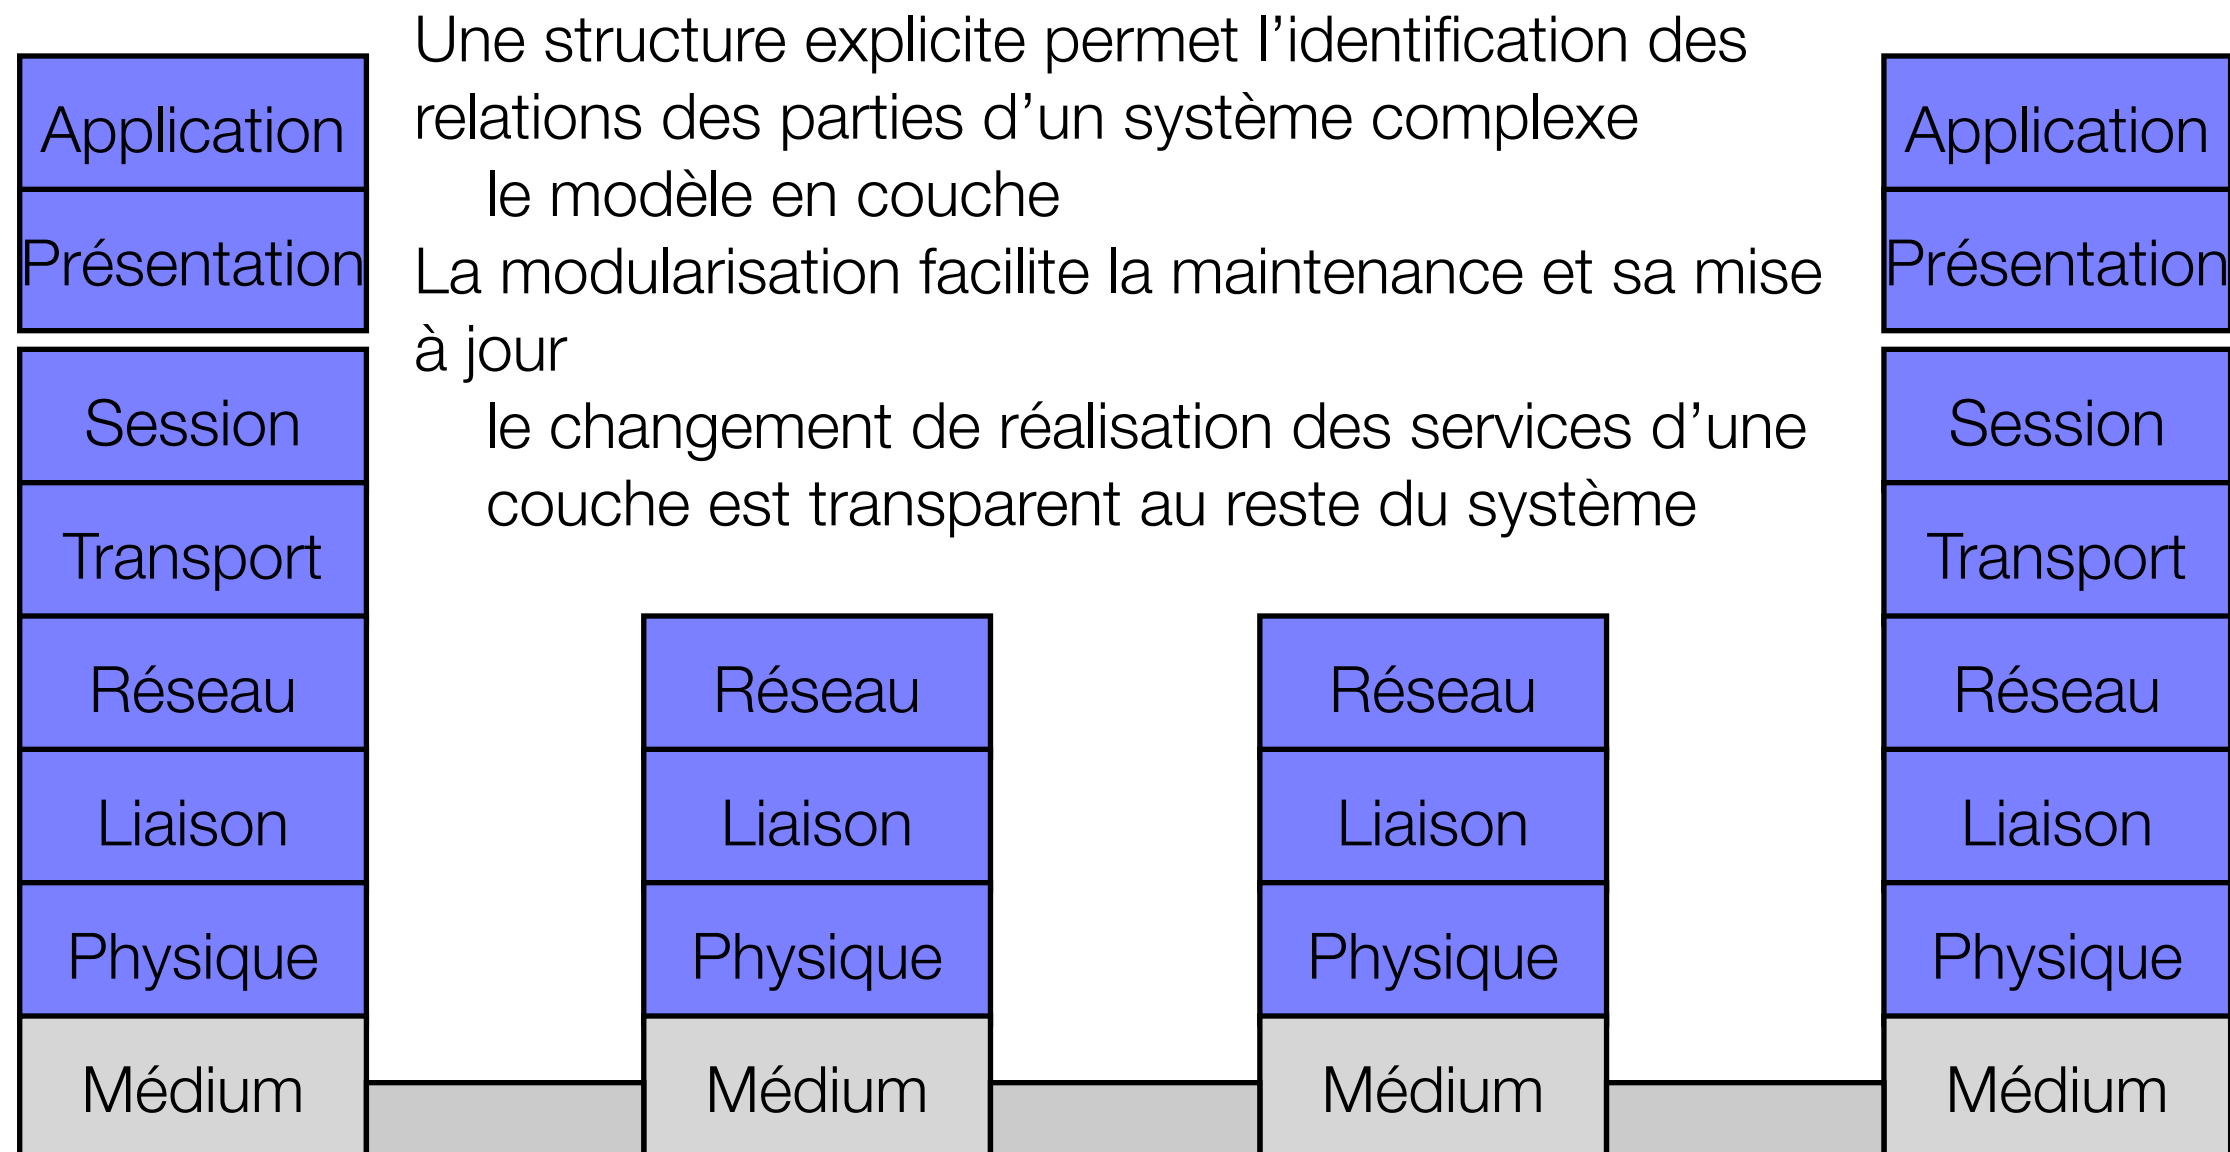 Une structure explicite permet l’identification des
relations des parties d’un système complexe
le modèle en couche
La modularisation facilite la maintenance et sa mise
à jour
le changement de réalisation des services d’une
couche est transparent au reste du système
Application
Présentation
Session
Transport
Réseau
Liaison
Physique
Médium
Réseau
Liaison
Physique
Médium
Réseau
Liaison
Physique
Médium
Application
Présentation
Session
Transport
Réseau
Liaison
Physique
Médium